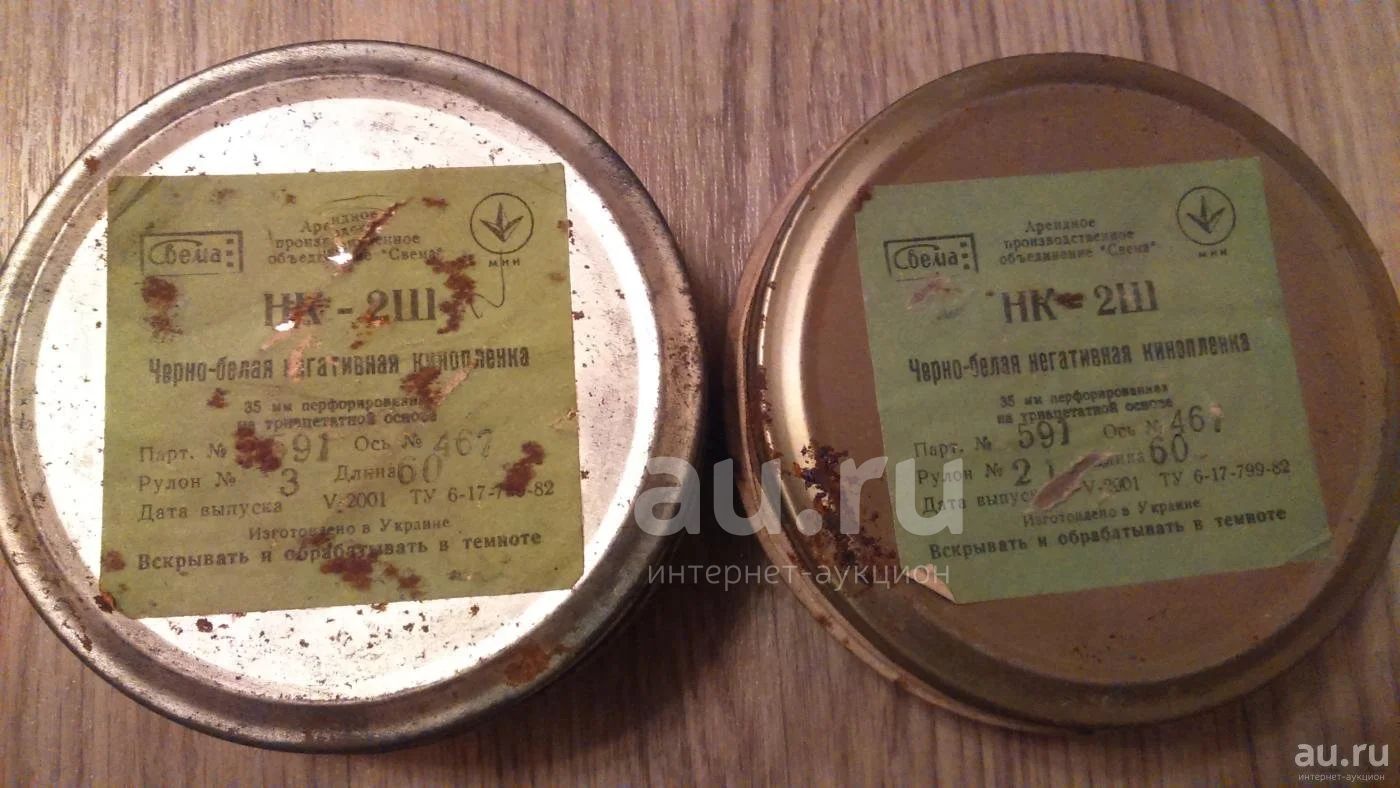 Свема
Арендное
производственное
объединение "Свема"
МКИ
НК - 2Ш
Черно-белая негативная кинопленка
35 мм перфорированная
на триацетатной основе
Парт. № 591 Ось № 467
Рулон № 3 Длина 60
Дата выпуска V-2001 ТУ 6-17-799-82
Изготовлено в Украине
Вскрывать и обрабатывать в темноте
Свема
Арендное
производственное
объединение "Свема"
НК - 2Ш
Черно-белая негативная кинопленка
35 мм перфорированная
на триацетатной основе
Парт. № 591 Ось № 467
Рулон № 2 Длина 60
Дата выпуска V-2001 ТУ 6-17-799-82
Изготовлено в Украине
Вскрывать и обрабатывать в темноте
au.ru
интернет-аукцион
au.ru
интернет-аукцион